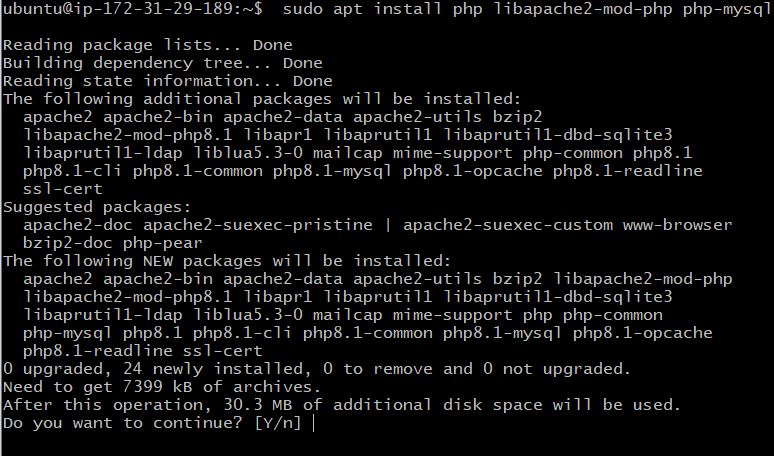 ubuntu@ip-172-31-29-189:~$  sudo apt install php libapache2-mod-php php-mysql
Reading package lists... Done
Building dependency tree... Done
Reading state information... Done
The following additional packages will be installed:
  apache2 apache2-bin apache2-data apache2-utils bzip2
  libapache2-mod-php8.1 libapr1 libaprutil1 libaprutil1-dbd-sqlite3
  libaprutil1-ldap liblua5.3-0 mailcap mime-support php-common php8.1
  php8.1-cli php8.1-common php8.1-mysql php8.1-opcache php8.1-readline
  ssl-cert
Suggested packages:
  apache2-doc apache2-suexec-pristine | apache2-suexec-custom www-browser
  bzip2-doc php-pear
The following NEW packages will be installed:
  apache2 apache2-bin apache2-data apache2-utils bzip2 libapache2-mod-php
  libapache2-mod-php8.1 libapr1 libaprutil1 libaprutil1-dbd-sqlite3
  libaprutil1-ldap liblua5.3-0 mailcap mime-support php php-common
  php-mysql php8.1 php8.1-cli php8.1-common php8.1-mysql php8.1-opcache
  php8.1-readline ssl-cert
0 upgraded, 24 newly installed, 0 to remove and 0 not upgraded.
Need to get 7399 kB of archives.
After this operation, 30.3 MB of additional disk space will be used.
Do you want to continue? [Y/n]